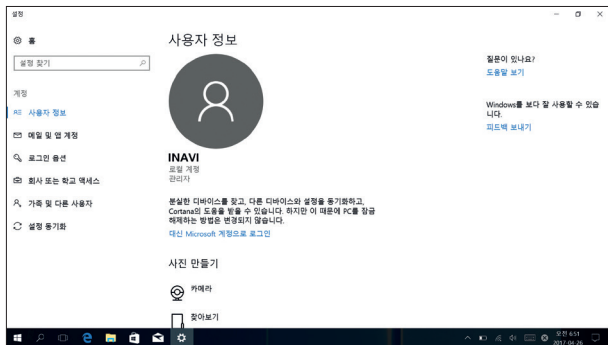 설정
홈
설정 찾기
계정
사용자 정보
메일 및 앱 계정
로그인 옵션
회사 또는 학교 액세스
가족 및 다른 사용자
설정 동기화
사용자 정보
INAVI
로컬 계정
관리자
분실한 디바이스를 찾고, 다른 디바이스와 설정을 동기화하고,
Cortana의 도움을 받을 수 있습니다. 하지만 이 때문에 PC를 잠금
해제하는 방법은 변경되지 않습니다.
대신 Microsoft 계정으로 로그인
사진 만들기
카메라
찾아보기
질문이 있나요?
도움말 보기
Windows를 보다 잘 사용할 수 있습
니다.
피드백 보내기
오전 6:51
2017-04-26